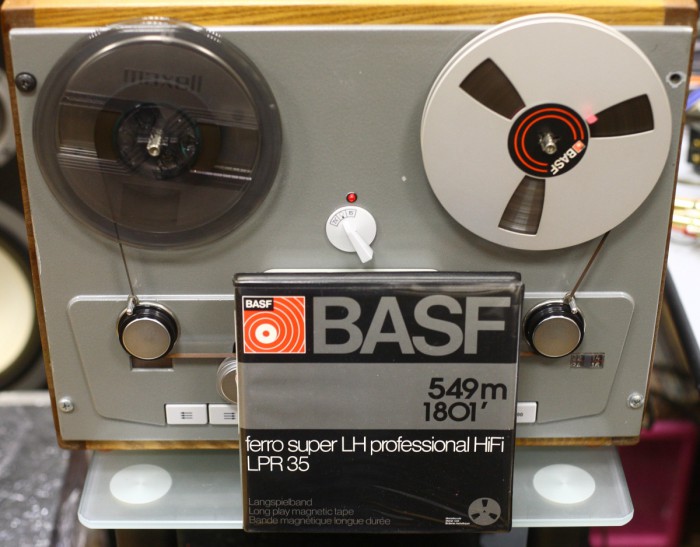 maxell
BASF
BASF
BASF
549m
1801'
ferro super LH professional HiFi
LPR 35
Langspielband
Long play magnetic tape
Bande magnétique longue durée